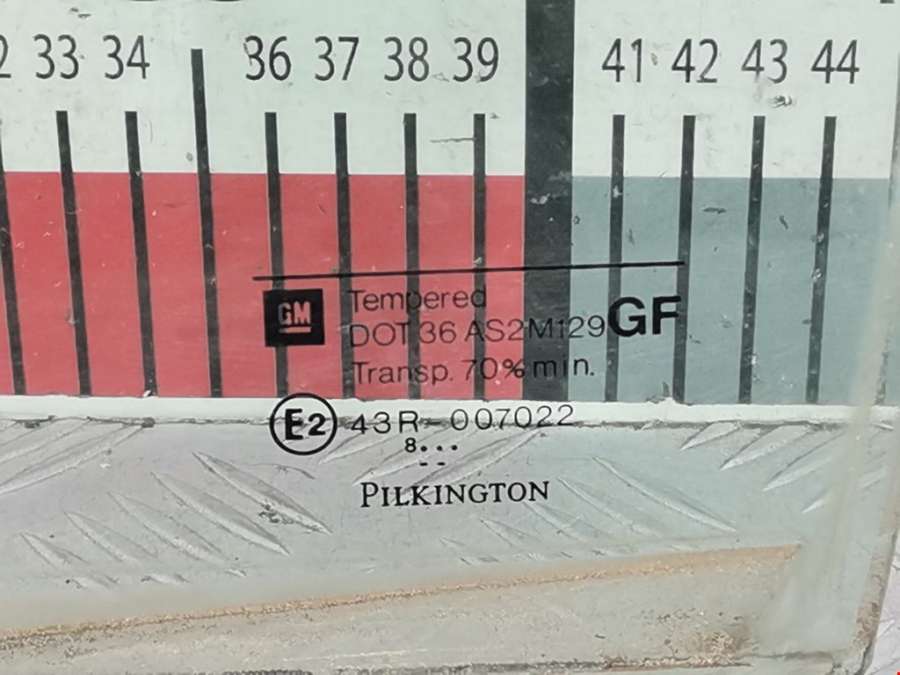 33 34 36 37 38 39 41 42 43 44
GM Tempered
DOT 36 AS2 M129 GF
Transp. 70% min.
E2 43R-007022
8...
--
PILKINGTON